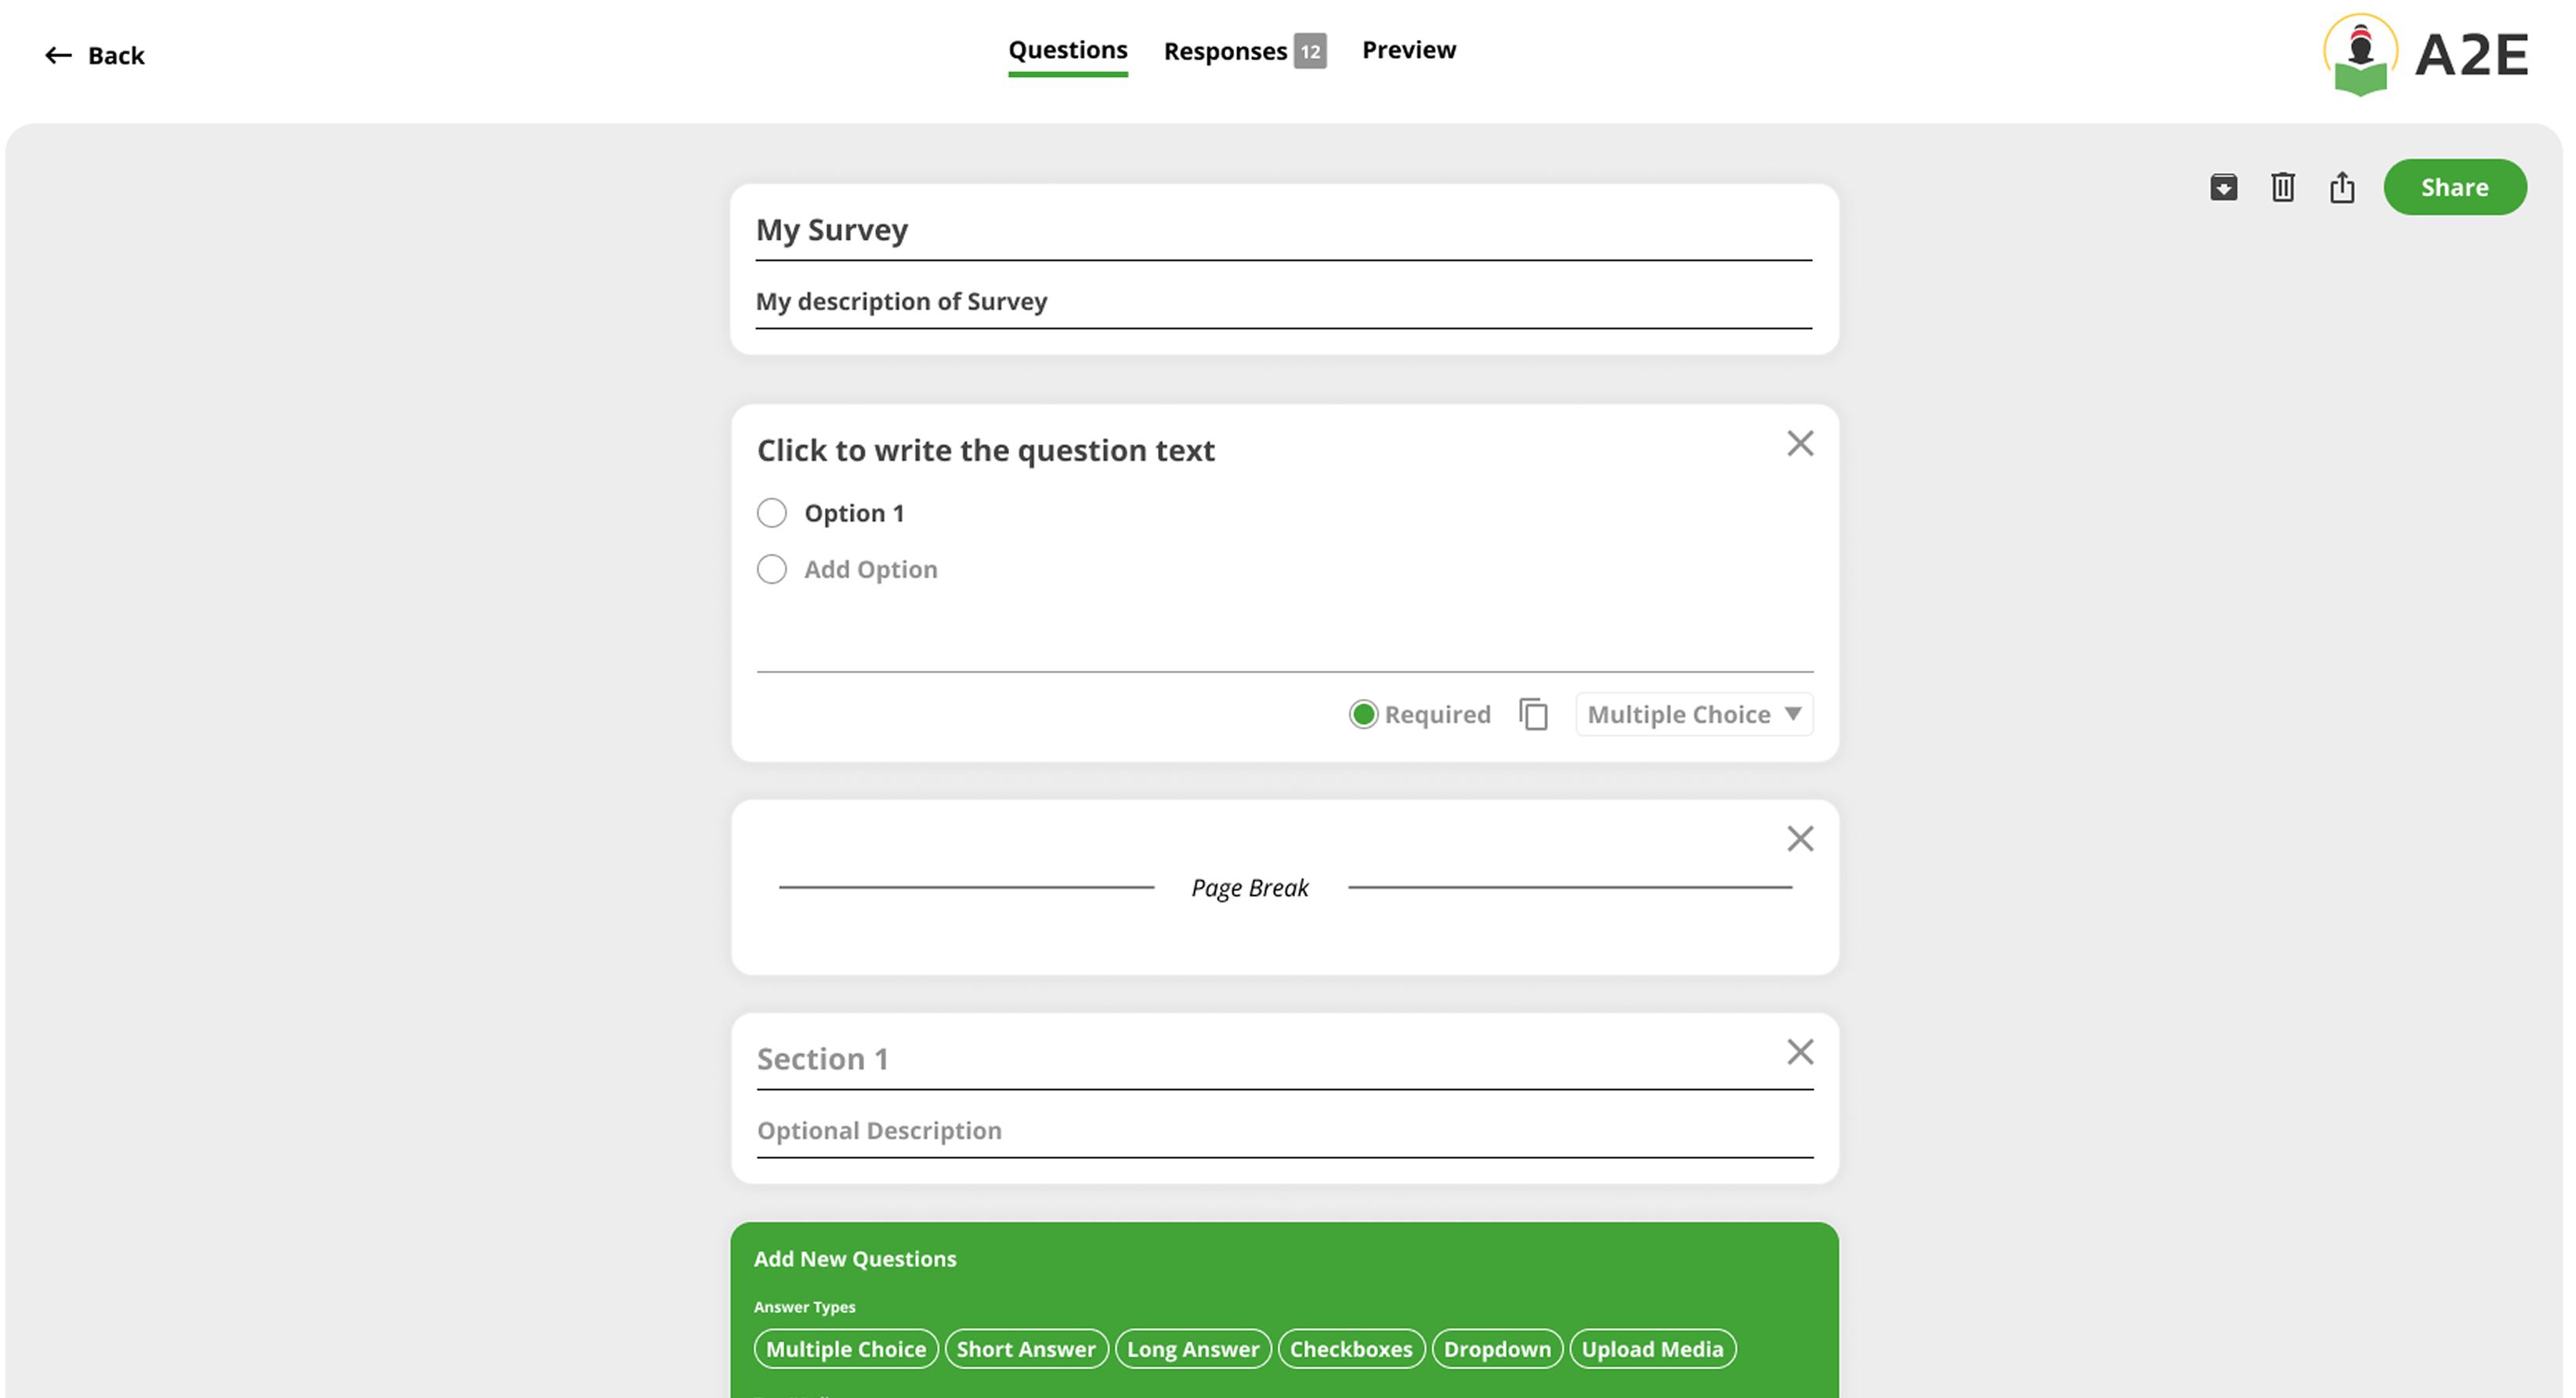 Back
Questions
Responses 12
Preview
A2E
Share
My Survey
My description of Survey
Click to write the question text
Option 1
Add Option
Required
Multiple Choice
Page Break
Section 1
Optional Description
Add New Questions
Answer Types
Multiple Choice
Short Answer
Long Answer
Checkboxes
Dropdown
Upload Media